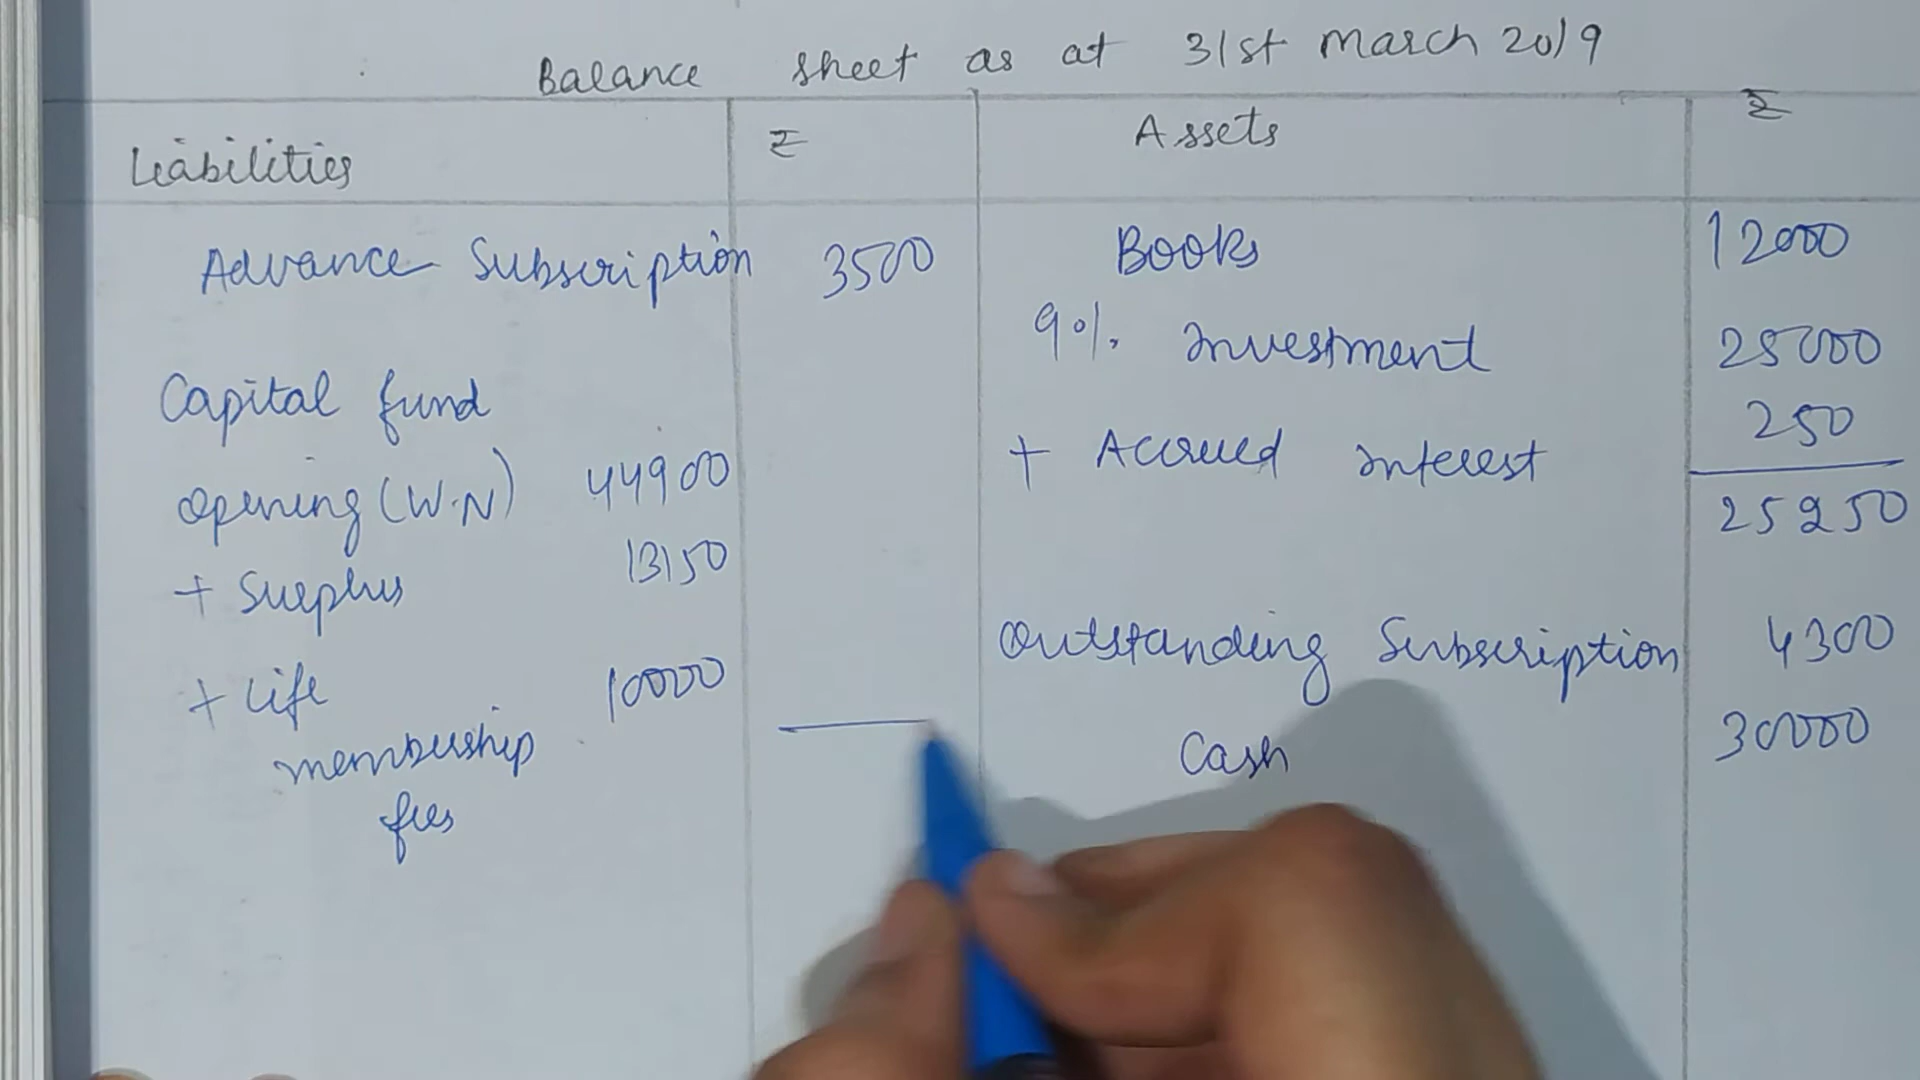 Balance sheet as at 31st March 2019
Liabilities ₹ Assets ₹
Advance Subscription 3500 Books 12000
9% Investment 25000
Capital fund
+ Accrued Interest 250
Opening (W.N) 44900 25250
+ Surplus 13150
Outstanding Subscription 4300
+ Life 10000
membership
Cash 30000
fees